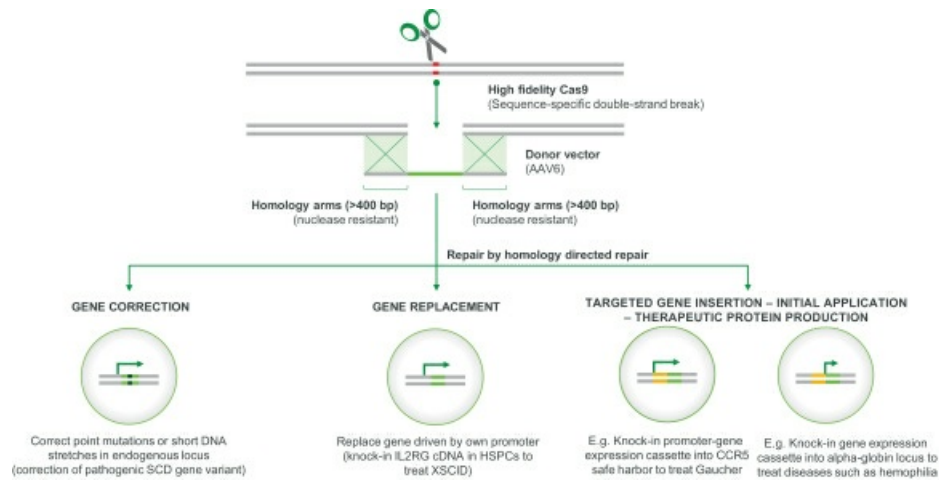 High fidelity Cas9
(Sequence-specific double-strand break)
Donor vector
(AAV6)
Homology arms (>400 bp)
(nuclease resistant)
Homology arms (>400 bp)
(nuclease resistant)
Repair by homology directed repair
GENE CORRECTION
Correct point mutations or short DNA
stretches in endogenous locus
(correction of pathogenic SCD gene variant)
GENE REPLACEMENT
Replace gene driven by own promoter
(knock-in IL2RG cDNA in HSPCs to
treat XSCID)
TARGETED GENE INSERTION – INITIAL APPLICATION
– THERAPEUTIC PROTEIN PRODUCTION
E.g. Knock-in promoter-gene
expression cassette into CCR5
safe harbor to treat Gaucher
E.g. Knock-in gene expression
cassette into alpha-globin locus to
treat diseases such as hemophilia